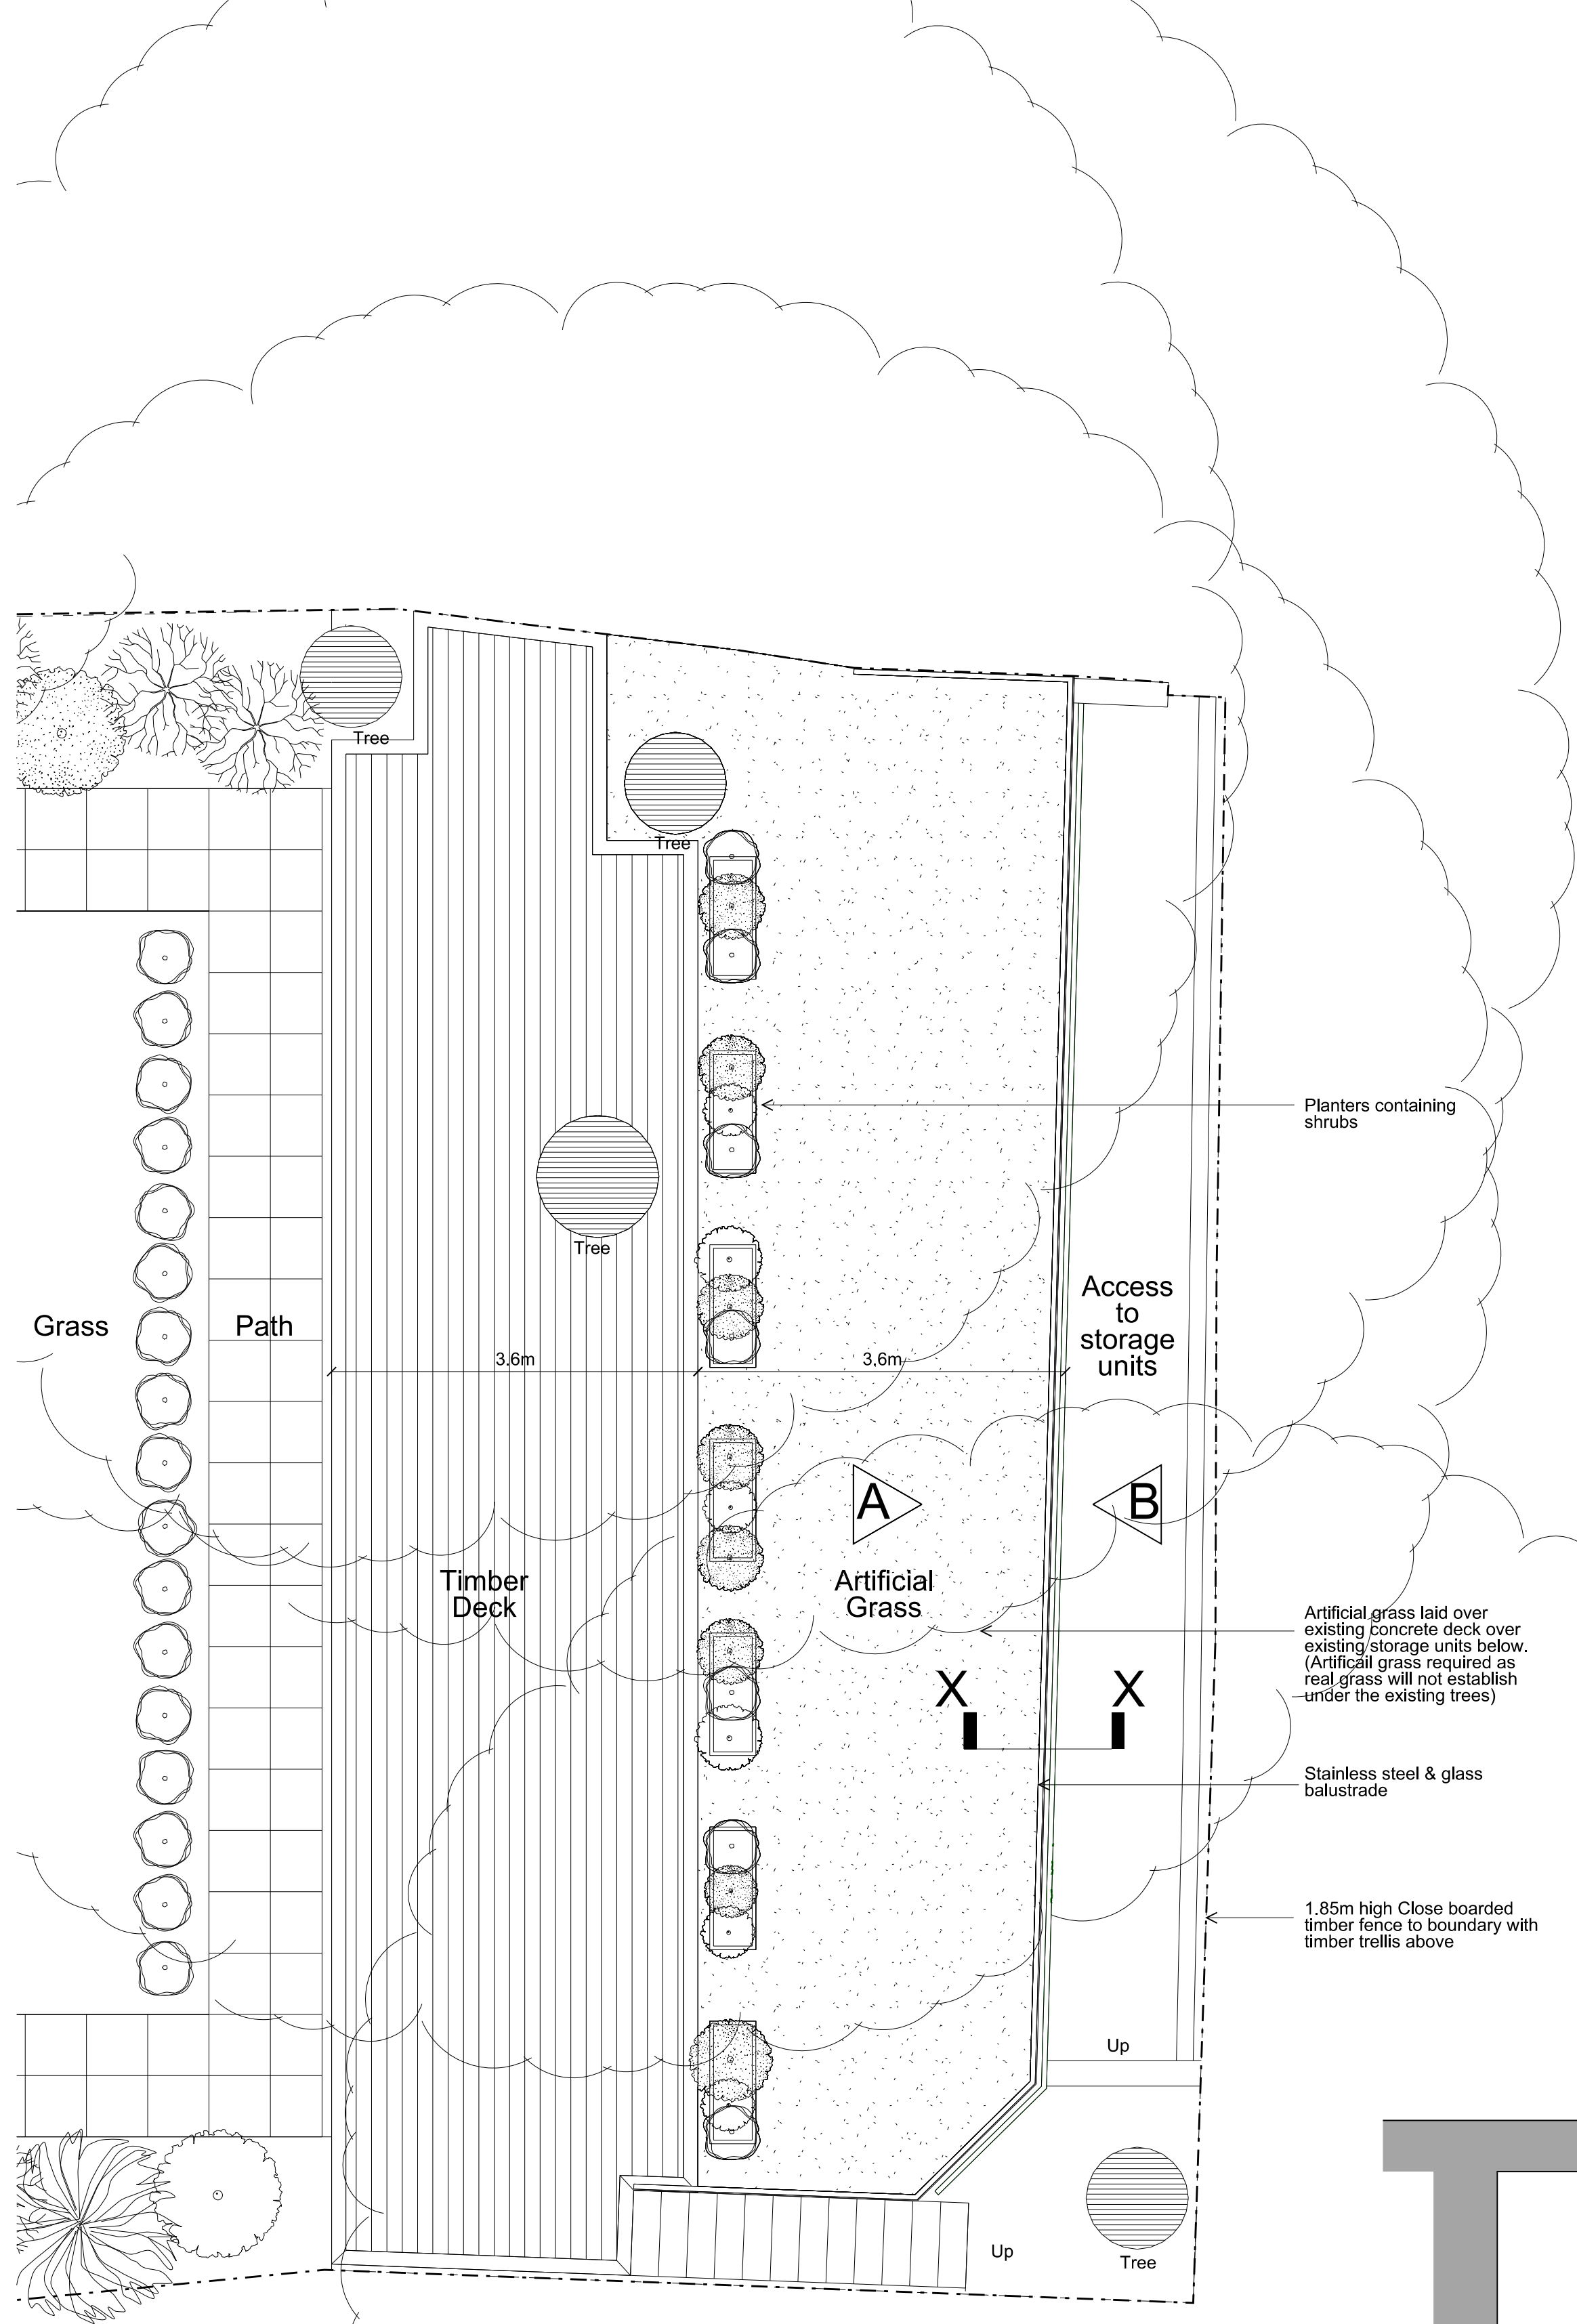 Tree
Tree
Planters containing
shrubs
Tree
Access
to
storage
units
Grass
Path
3.6m
3.6m
A
B
Timber
Deck
Artificial
Grass
Artificial grass laid over
existing concrete deck over
existing storage units below.
(Artificail grass required as
real grass will not establish
under the existing trees)
X
X
Stainless steel & glass
balustrade
1.85m high Close boarded
timber fence to boundary with
timber trellis above
Up
Up
Tree